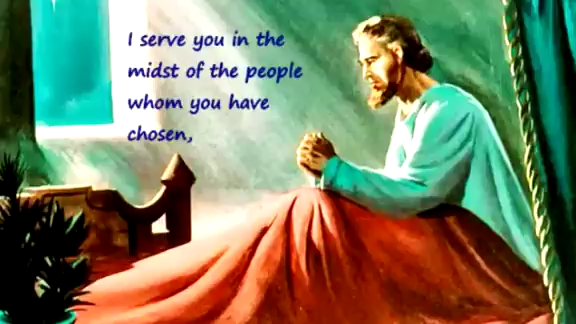 I serve you in the
midst of the people
whom you have
chosen,